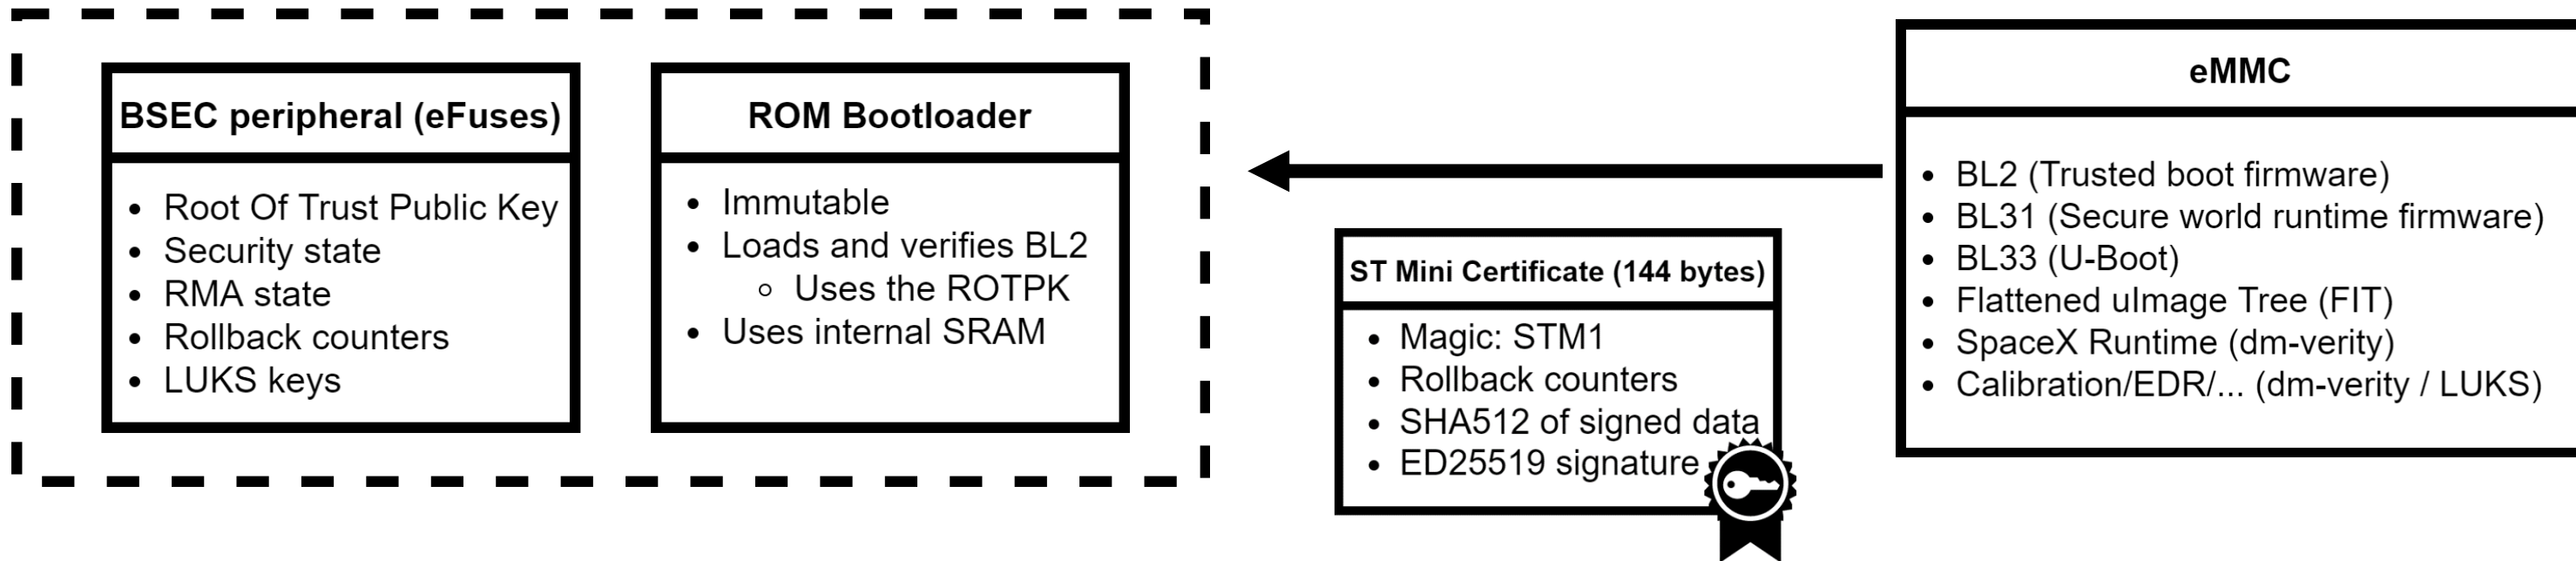 BSEC peripheral (eFuses)
Root Of Trust Public Key
Security state
RMA state
Rollback counters
LUKS keys
ROM Bootloader
Immutable
Loads and verifies BL2
Uses the ROTPK
Uses internal SRAM
ST Mini Certificate (144 bytes)
Magic: STM1
Rollback counters
SHA512 of signed data
ED25519 signature
eMMC
BL2 (Trusted boot firmware)
BL31 (Secure world runtime firmware)
BL33 (U-Boot)
Flattened uImage Tree (FIT)
SpaceX Runtime (dm-verity)
Calibration/EDR/... (dm-verity / LUKS)